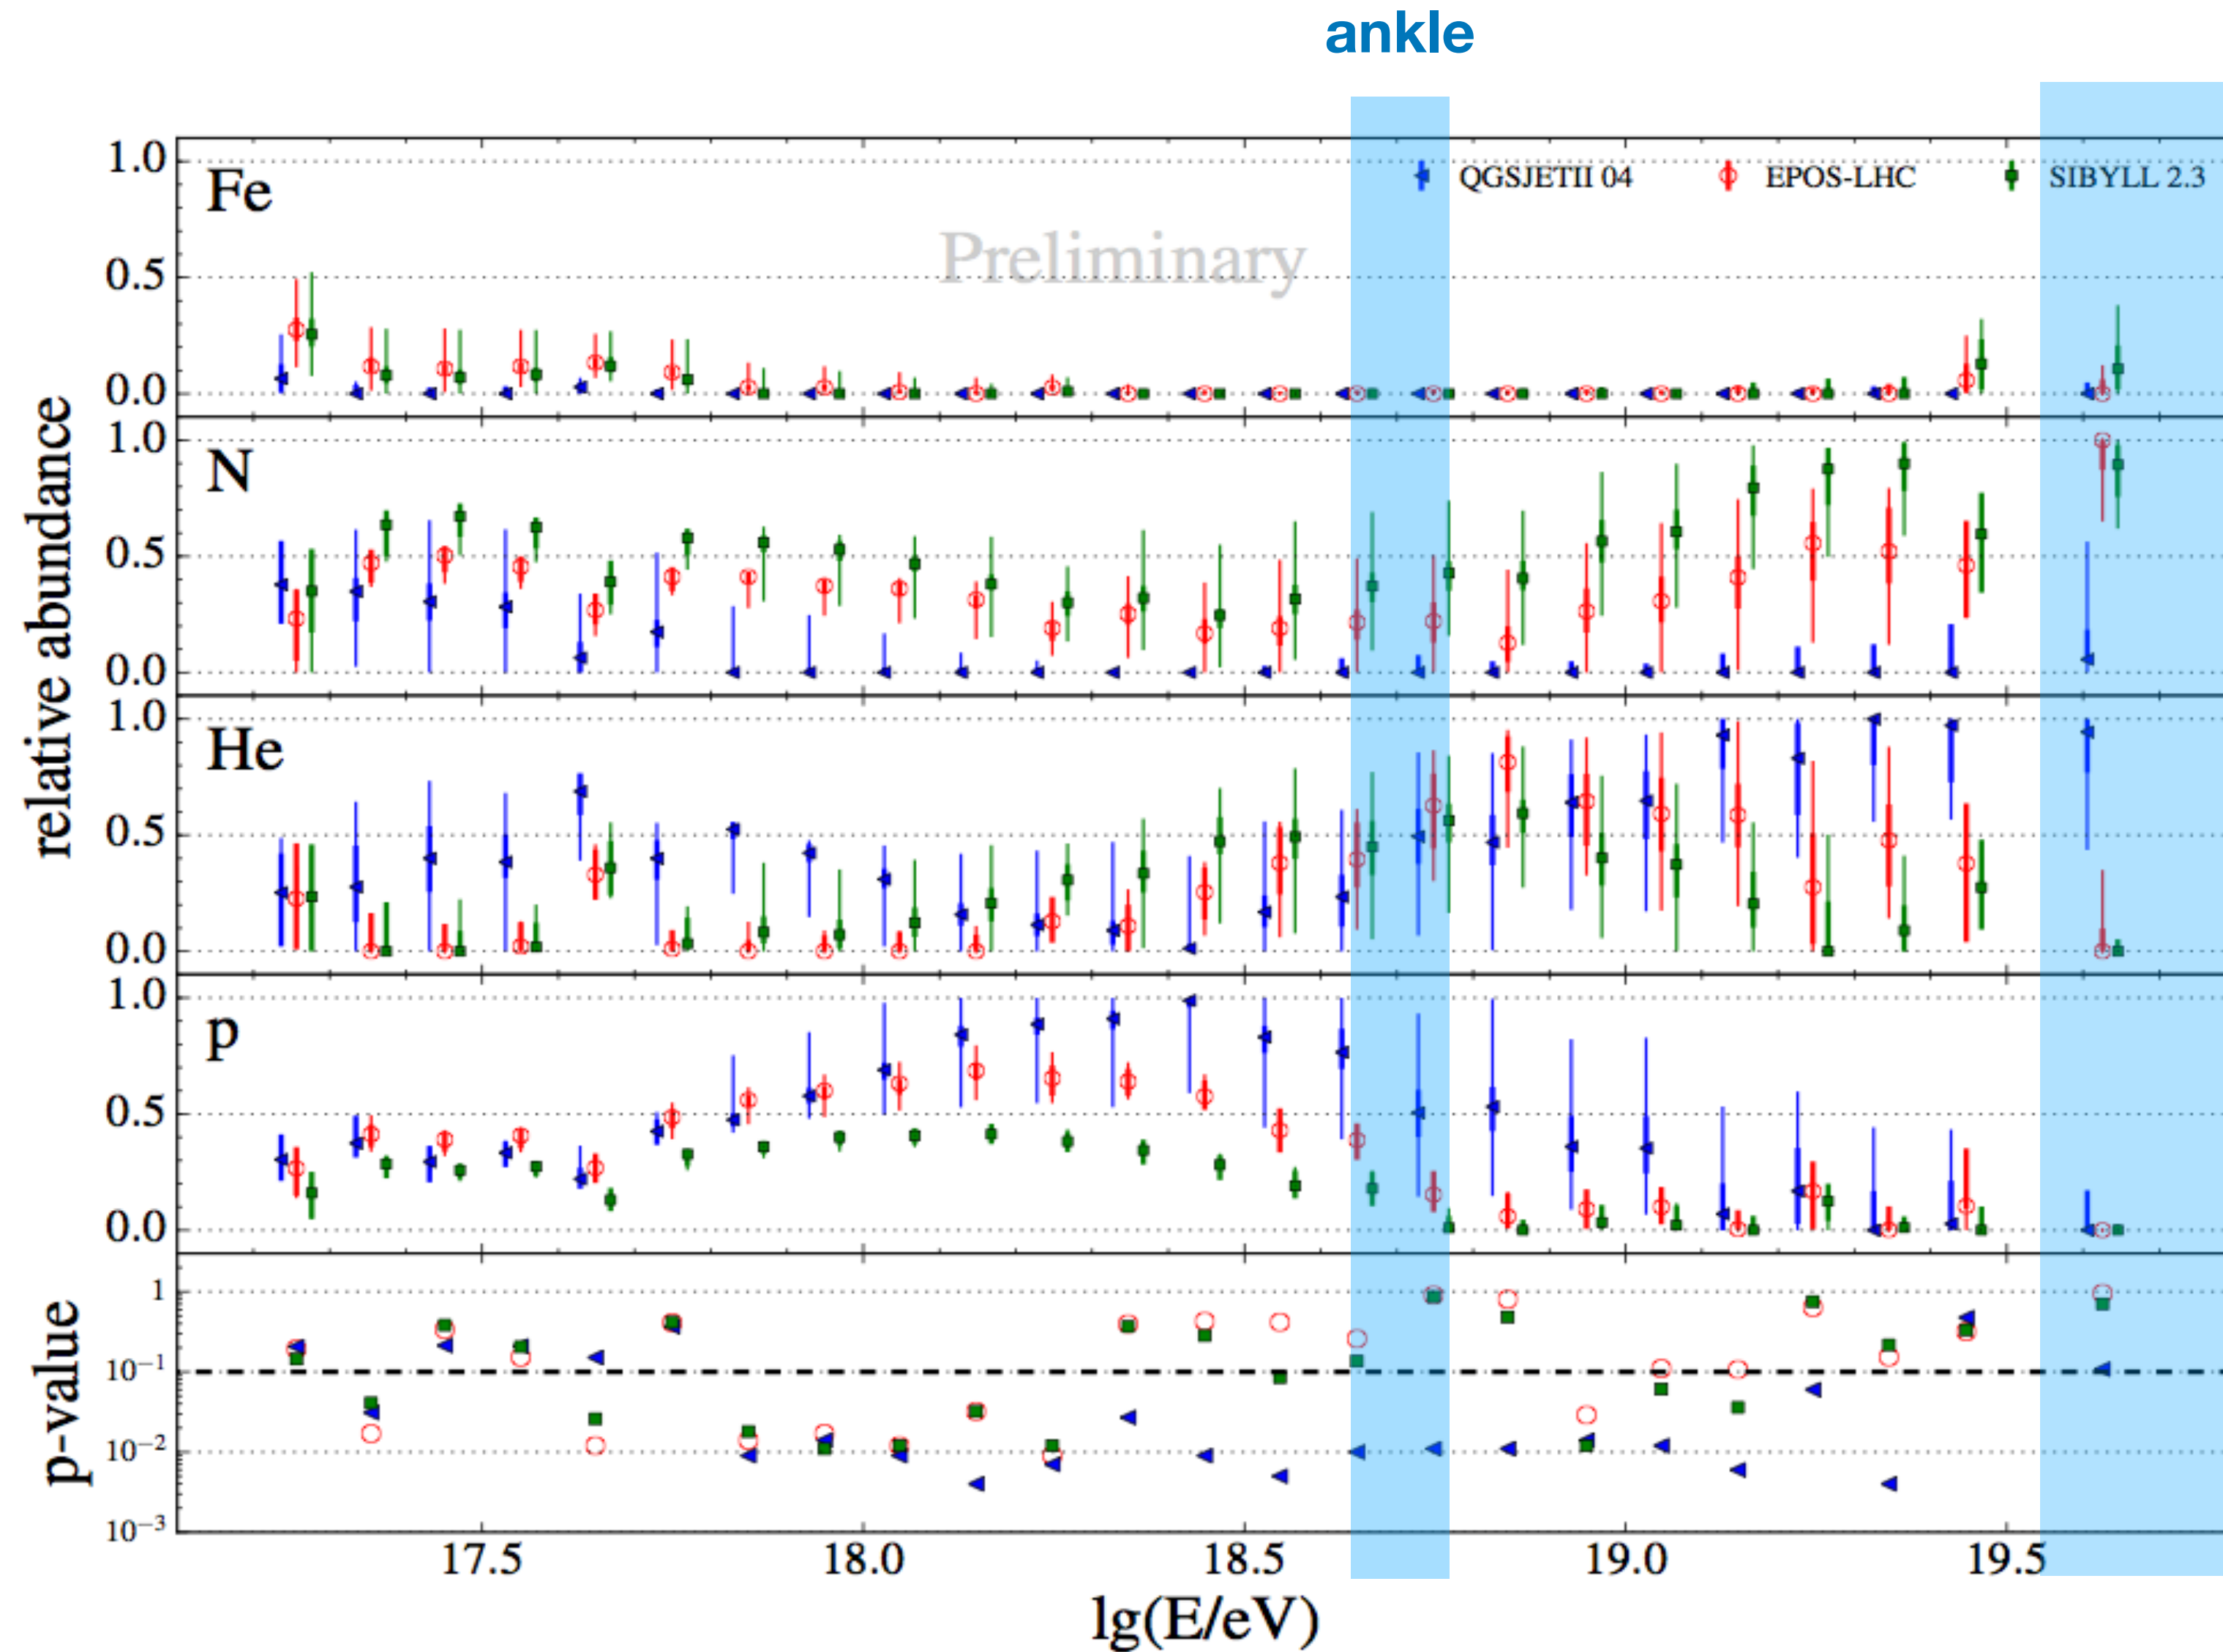 ankle
1.0
Fe
QGSJETII 04
EPOS-LHC
SIBYLL 2.3
Preliminary
0.5
0.0
1.0
N
0.5
0.0
relative abundance
1.0
He
0.5
0.0
1.0
p
0.5
0.0
p-value
1
10⁻¹
10⁻²
10⁻³
17.5
18.0
18.5
19.0
19.5
lg(E/eV)